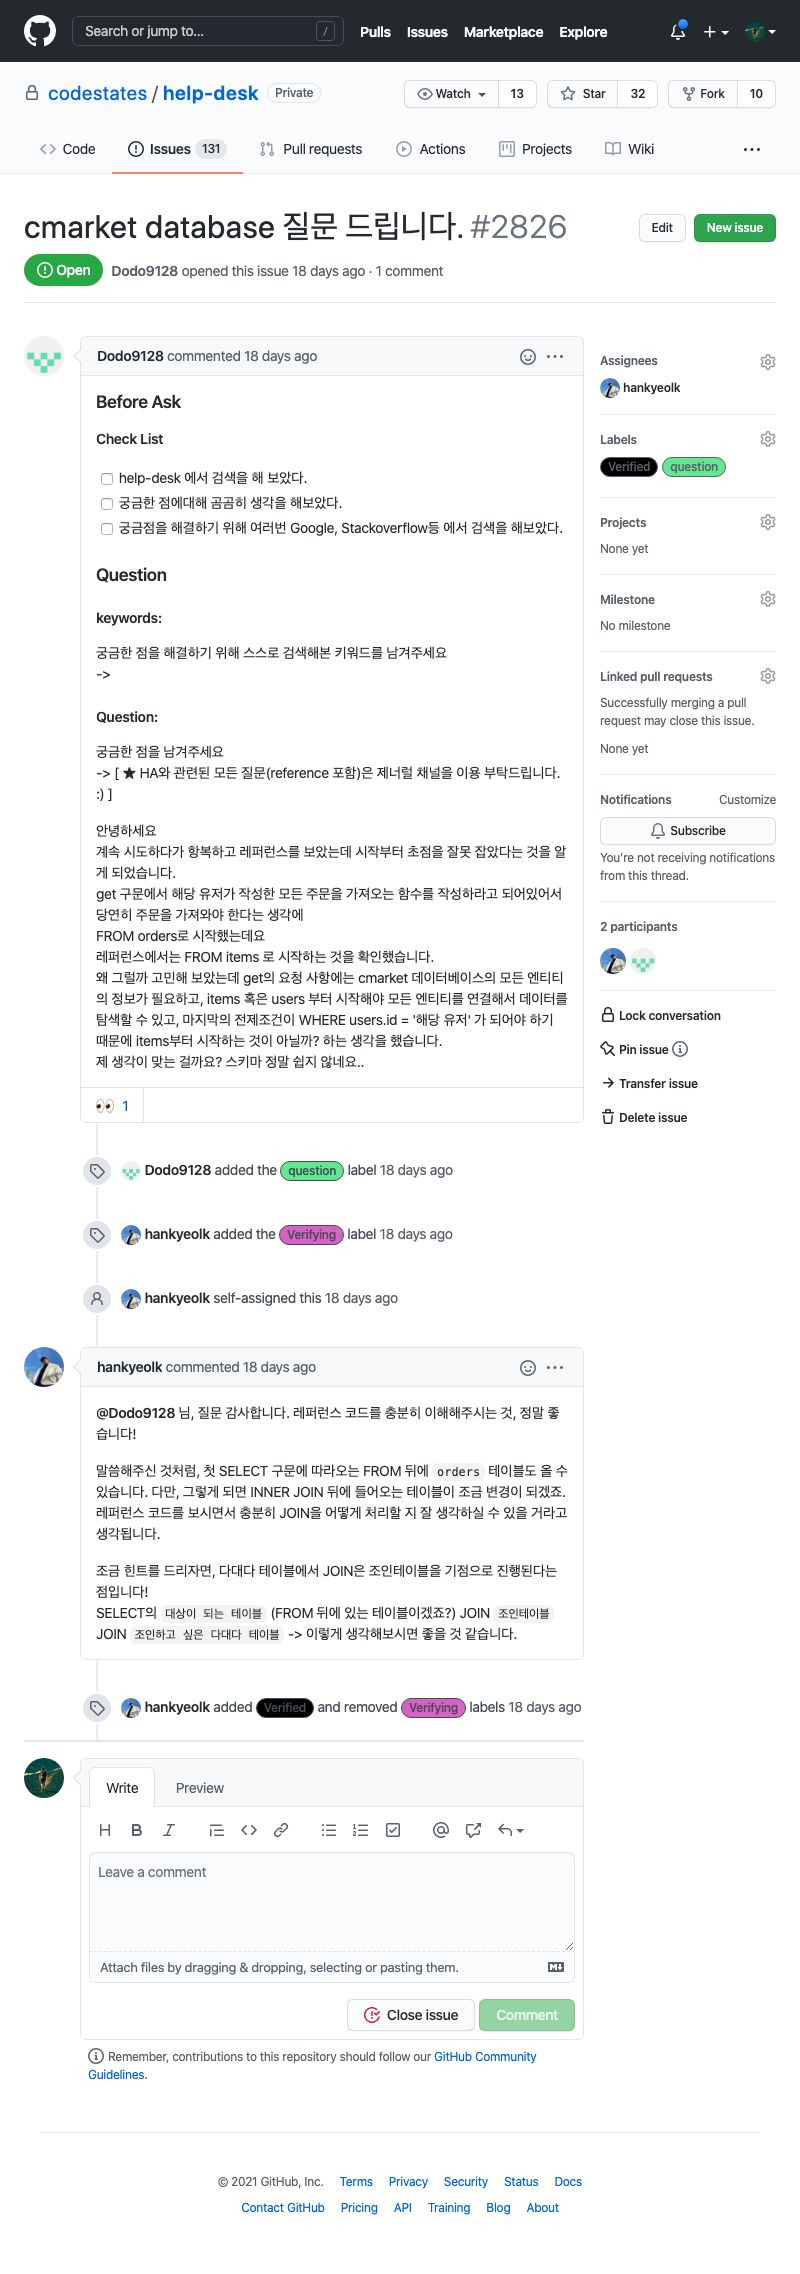 Search or jump to... /
Pulls Issues Marketplace Explore
codestates / help-desk Private
Watch 13 Star 32 Fork 10
Code Issues 131 Pull requests Actions Projects Wiki ...
cmarket database 질문 드립니다. #2826
Edit New issue
Open Dodo9128 opened this issue 18 days ago · 1 comment
Dodo9128 commented 18 days ago
Before Ask
Check List
help-desk 에서 검색을 해 보았다.
궁금한 점에대해 곰곰히 생각을 해보았다.
궁금점을 해결하기 위해 여러번 Google, Stackoverflow등 에서 검색을 해보았다.
Question
keywords:
궁금한 점을 해결하기 위해 스스로 검색해본 키워드를 남겨주세요
->
Question:
궁금한 점을 남겨주세요
-> [ ★ HA와 관련된 모든 질문(reference 포함)은 제너럴 채널을 이용 부탁드립니다.
:) ]
안녕하세요
계속 시도하다가 항복하고 레퍼런스를 보았는데 시작부터 초점을 잘못 잡았다는 것을 알
게 되었습니다.
get 구문에서 해당 유저가 작성한 모든 주문을 가져오는 함수를 작성하라고 되어있어서
당연히 주문을 가져와야 한다는 생각에
FROM orders로 시작했는데요
레퍼런스에서는 FROM items 로 시작하는 것을 확인했습니다.
왜 그럴까 고민해 보았는데 get의 요청 사항에는 cmarket 데이터베이스의 모든 엔티티
의 정보가 필요하고, items 혹은 users 부터 시작해야 모든 엔티티를 연결해서 데이터를
탐색할 수 있고, 마지막의 전제조건이 WHERE users.id = '해당 유저' 가 되어야 하기
때문에 items부터 시작하는 것이 아닐까? 하는 생각을 했습니다.
제 생각이 맞는 걸까요? 스키마 정말 쉽지 않네요..
👀 1
Dodo9128 added the question label 18 days ago
hankyeolk added the Verifying label 18 days ago
hankyeolk self-assigned this 18 days ago
hankyeolk commented 18 days ago
@Dodo9128 님, 질문 감사합니다. 레퍼런스 코드를 충분히 이해해주시는 것, 정말 좋
습니다!
말씀해주신 것처럼, 첫 SELECT 구문에 따라오는 FROM 뒤에 orders 테이블도 올 수
있습니다. 다만, 그렇게 되면 INNER JOIN 뒤에 들어오는 테이블이 조금 변경이 되겠죠.
레퍼런스 코드를 보시면서 충분히 JOIN을 어떻게 처리할 지 잘 생각하실 수 있을 거라고
생각됩니다.
조금 힌트를 드리자면, 다대다 테이블에서 JOIN은 조인테이블을 기점으로 진행된다는
점입니다!
SELECT의 대상이 되는 테이블 (FROM 뒤에 있는 테이블이겠죠?) JOIN 조인테이블
JOIN 조인하고 싶은 다대다 테이블 -> 이렇게 생각해보시면 좋을 것 같습니다.
hankyeolk added Verified and removed Verifying labels 18 days ago
Write Preview
Leave a comment
Attach files by dragging & dropping, selecting or pasting them.
Close issue Comment
Remember, contributions to this repository should follow our GitHub Community
Guidelines.
Assignees
hankyeolk
Labels
Verified question
Projects
None yet
Milestone
No milestone
Linked pull requests
Successfully merging a pull
request may close this issue.
None yet
Notifications Customize
Subscribe
You're not receiving notifications
from this thread.
2 participants
Lock conversation
Pin issue
Transfer issue
Delete issue
© 2021 GitHub, Inc. Terms Privacy Security Status Docs
Contact GitHub Pricing API Training Blog About